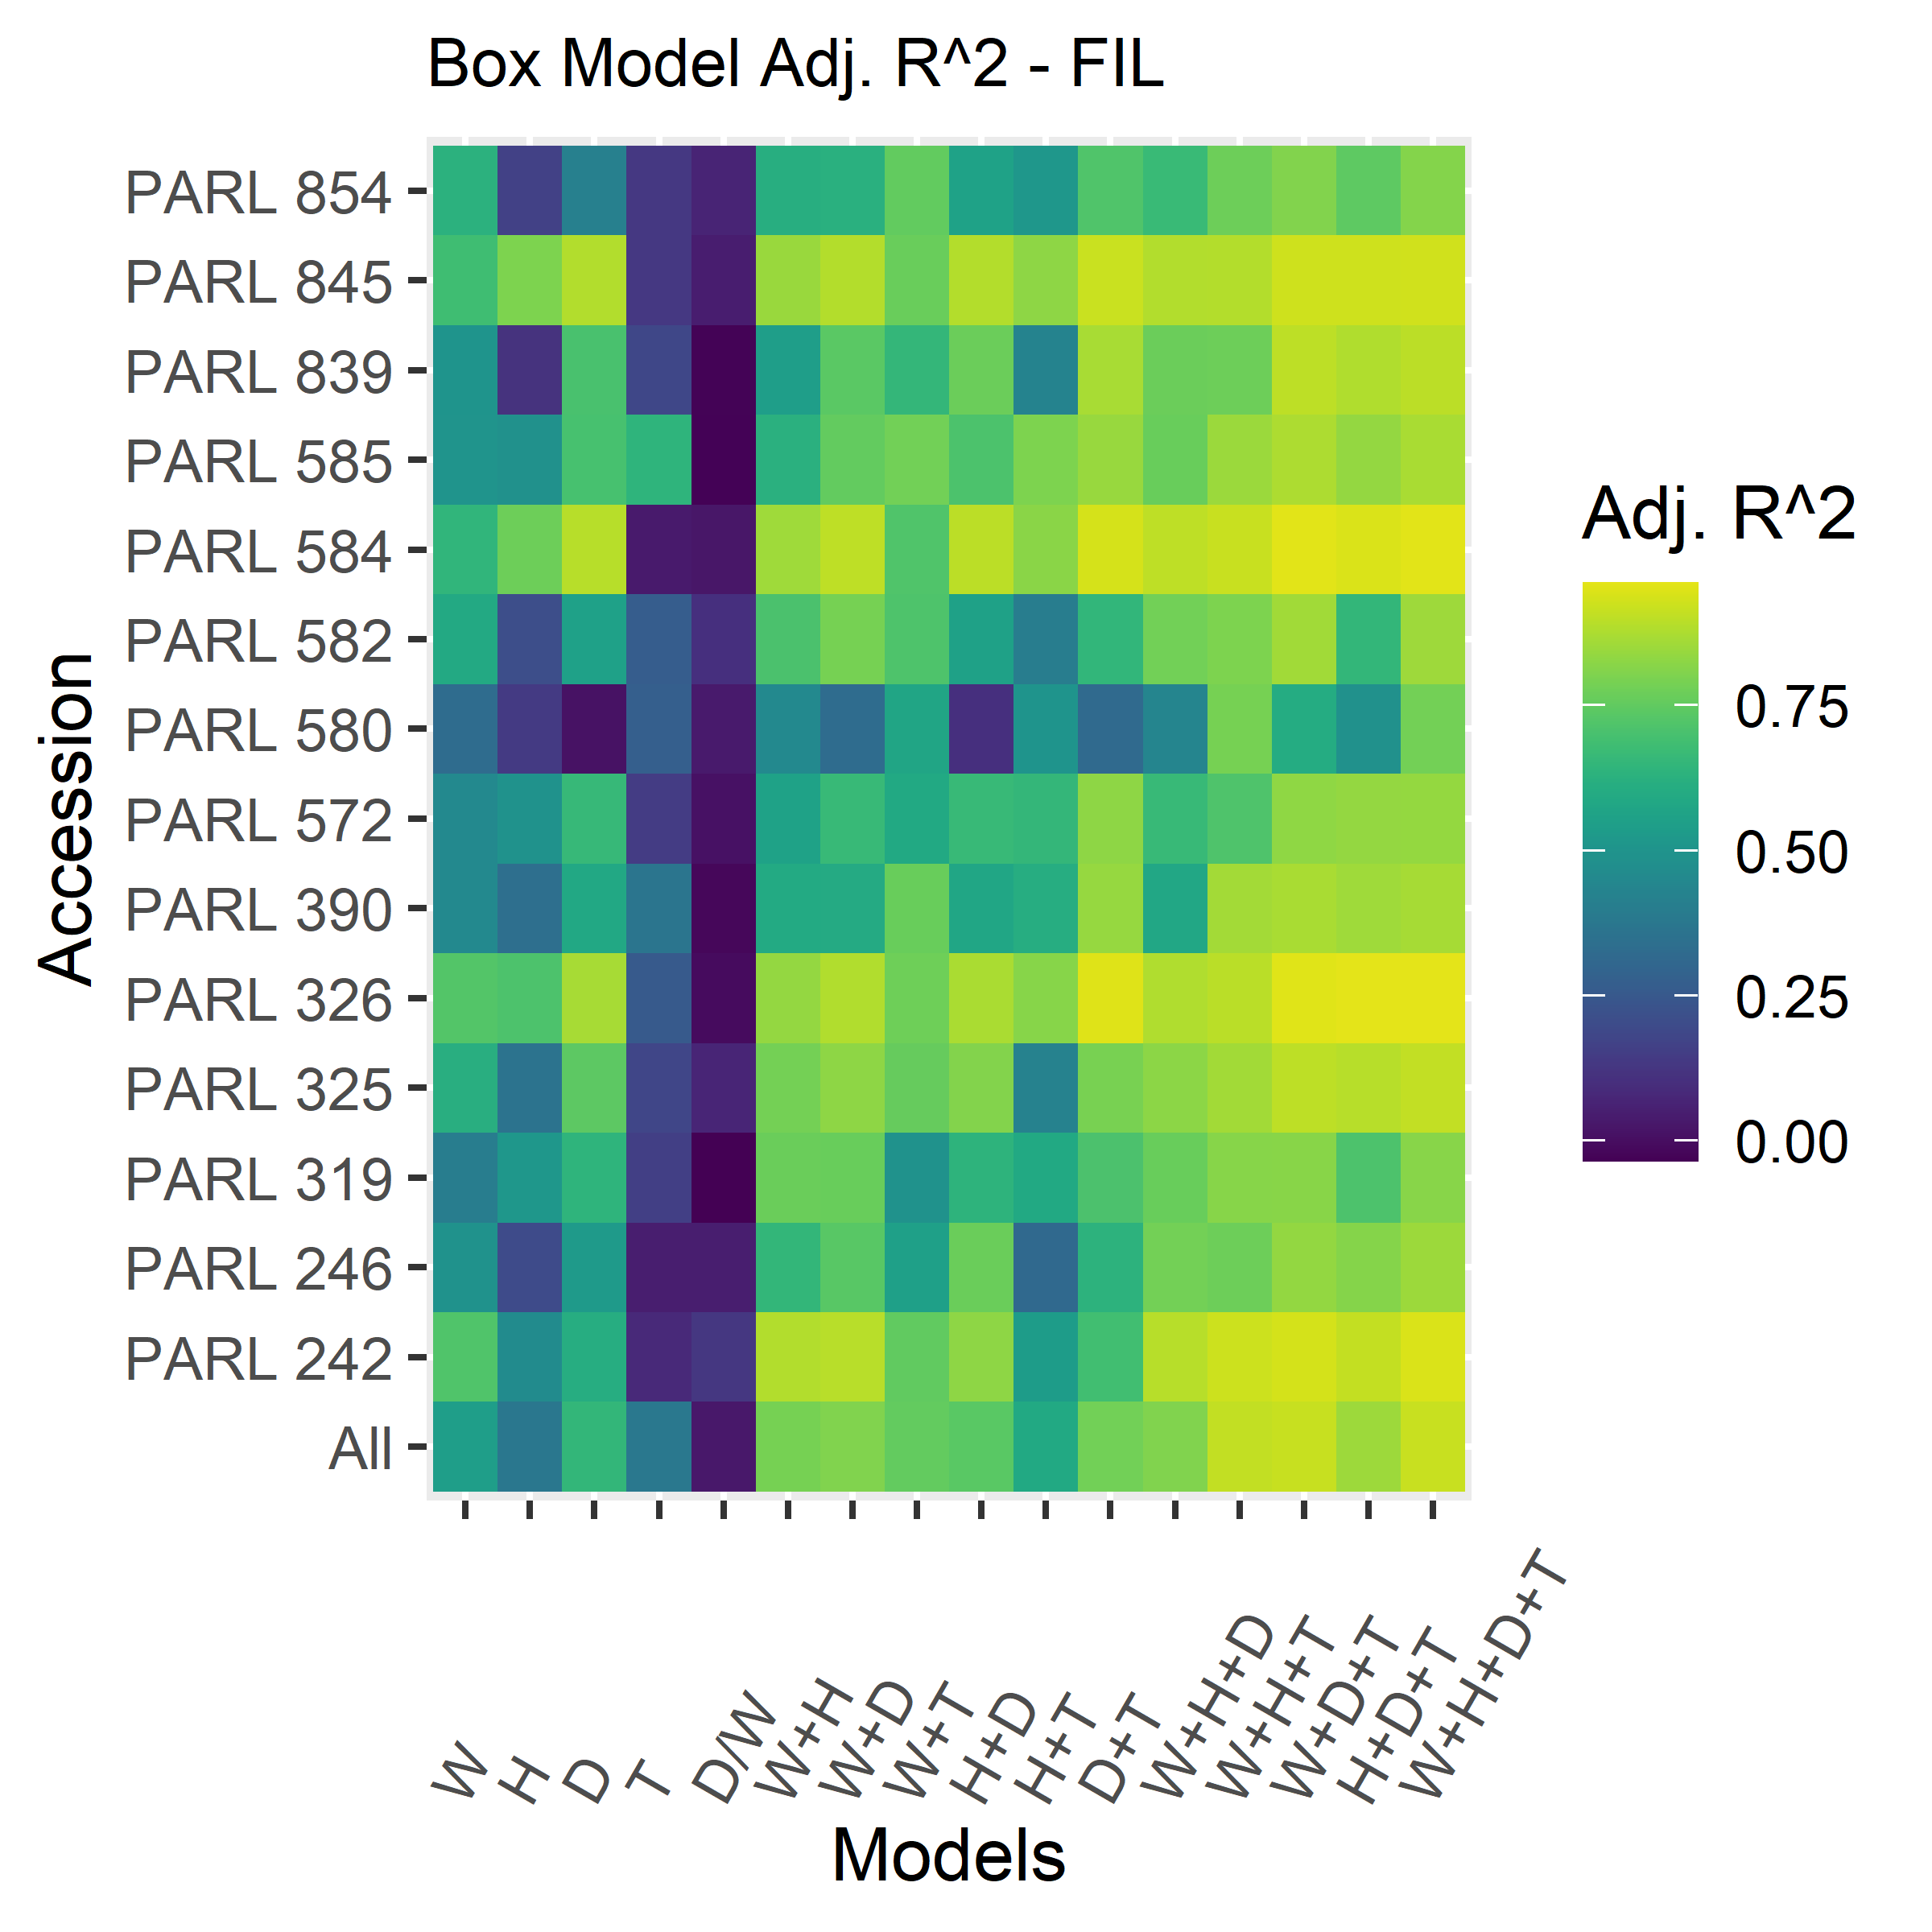 Box Model Adj. R^2 - FIL
Accession
PARL 854
PARL 845
PARL 839
PARL 585
PARL 584
PARL 582
PARL 580
PARL 572
PARL 390
PARL 326
PARL 325
PARL 319
PARL 246
PARL 242
All
W
H
D
T
D/W
W+H
W+D
W+T
H+D
H+T
D+T
W+H+D
W+H+T
W+D+T
H+D+T
W+H+D+T
Models
Adj. R^2
0.75
0.50
0.25
0.00